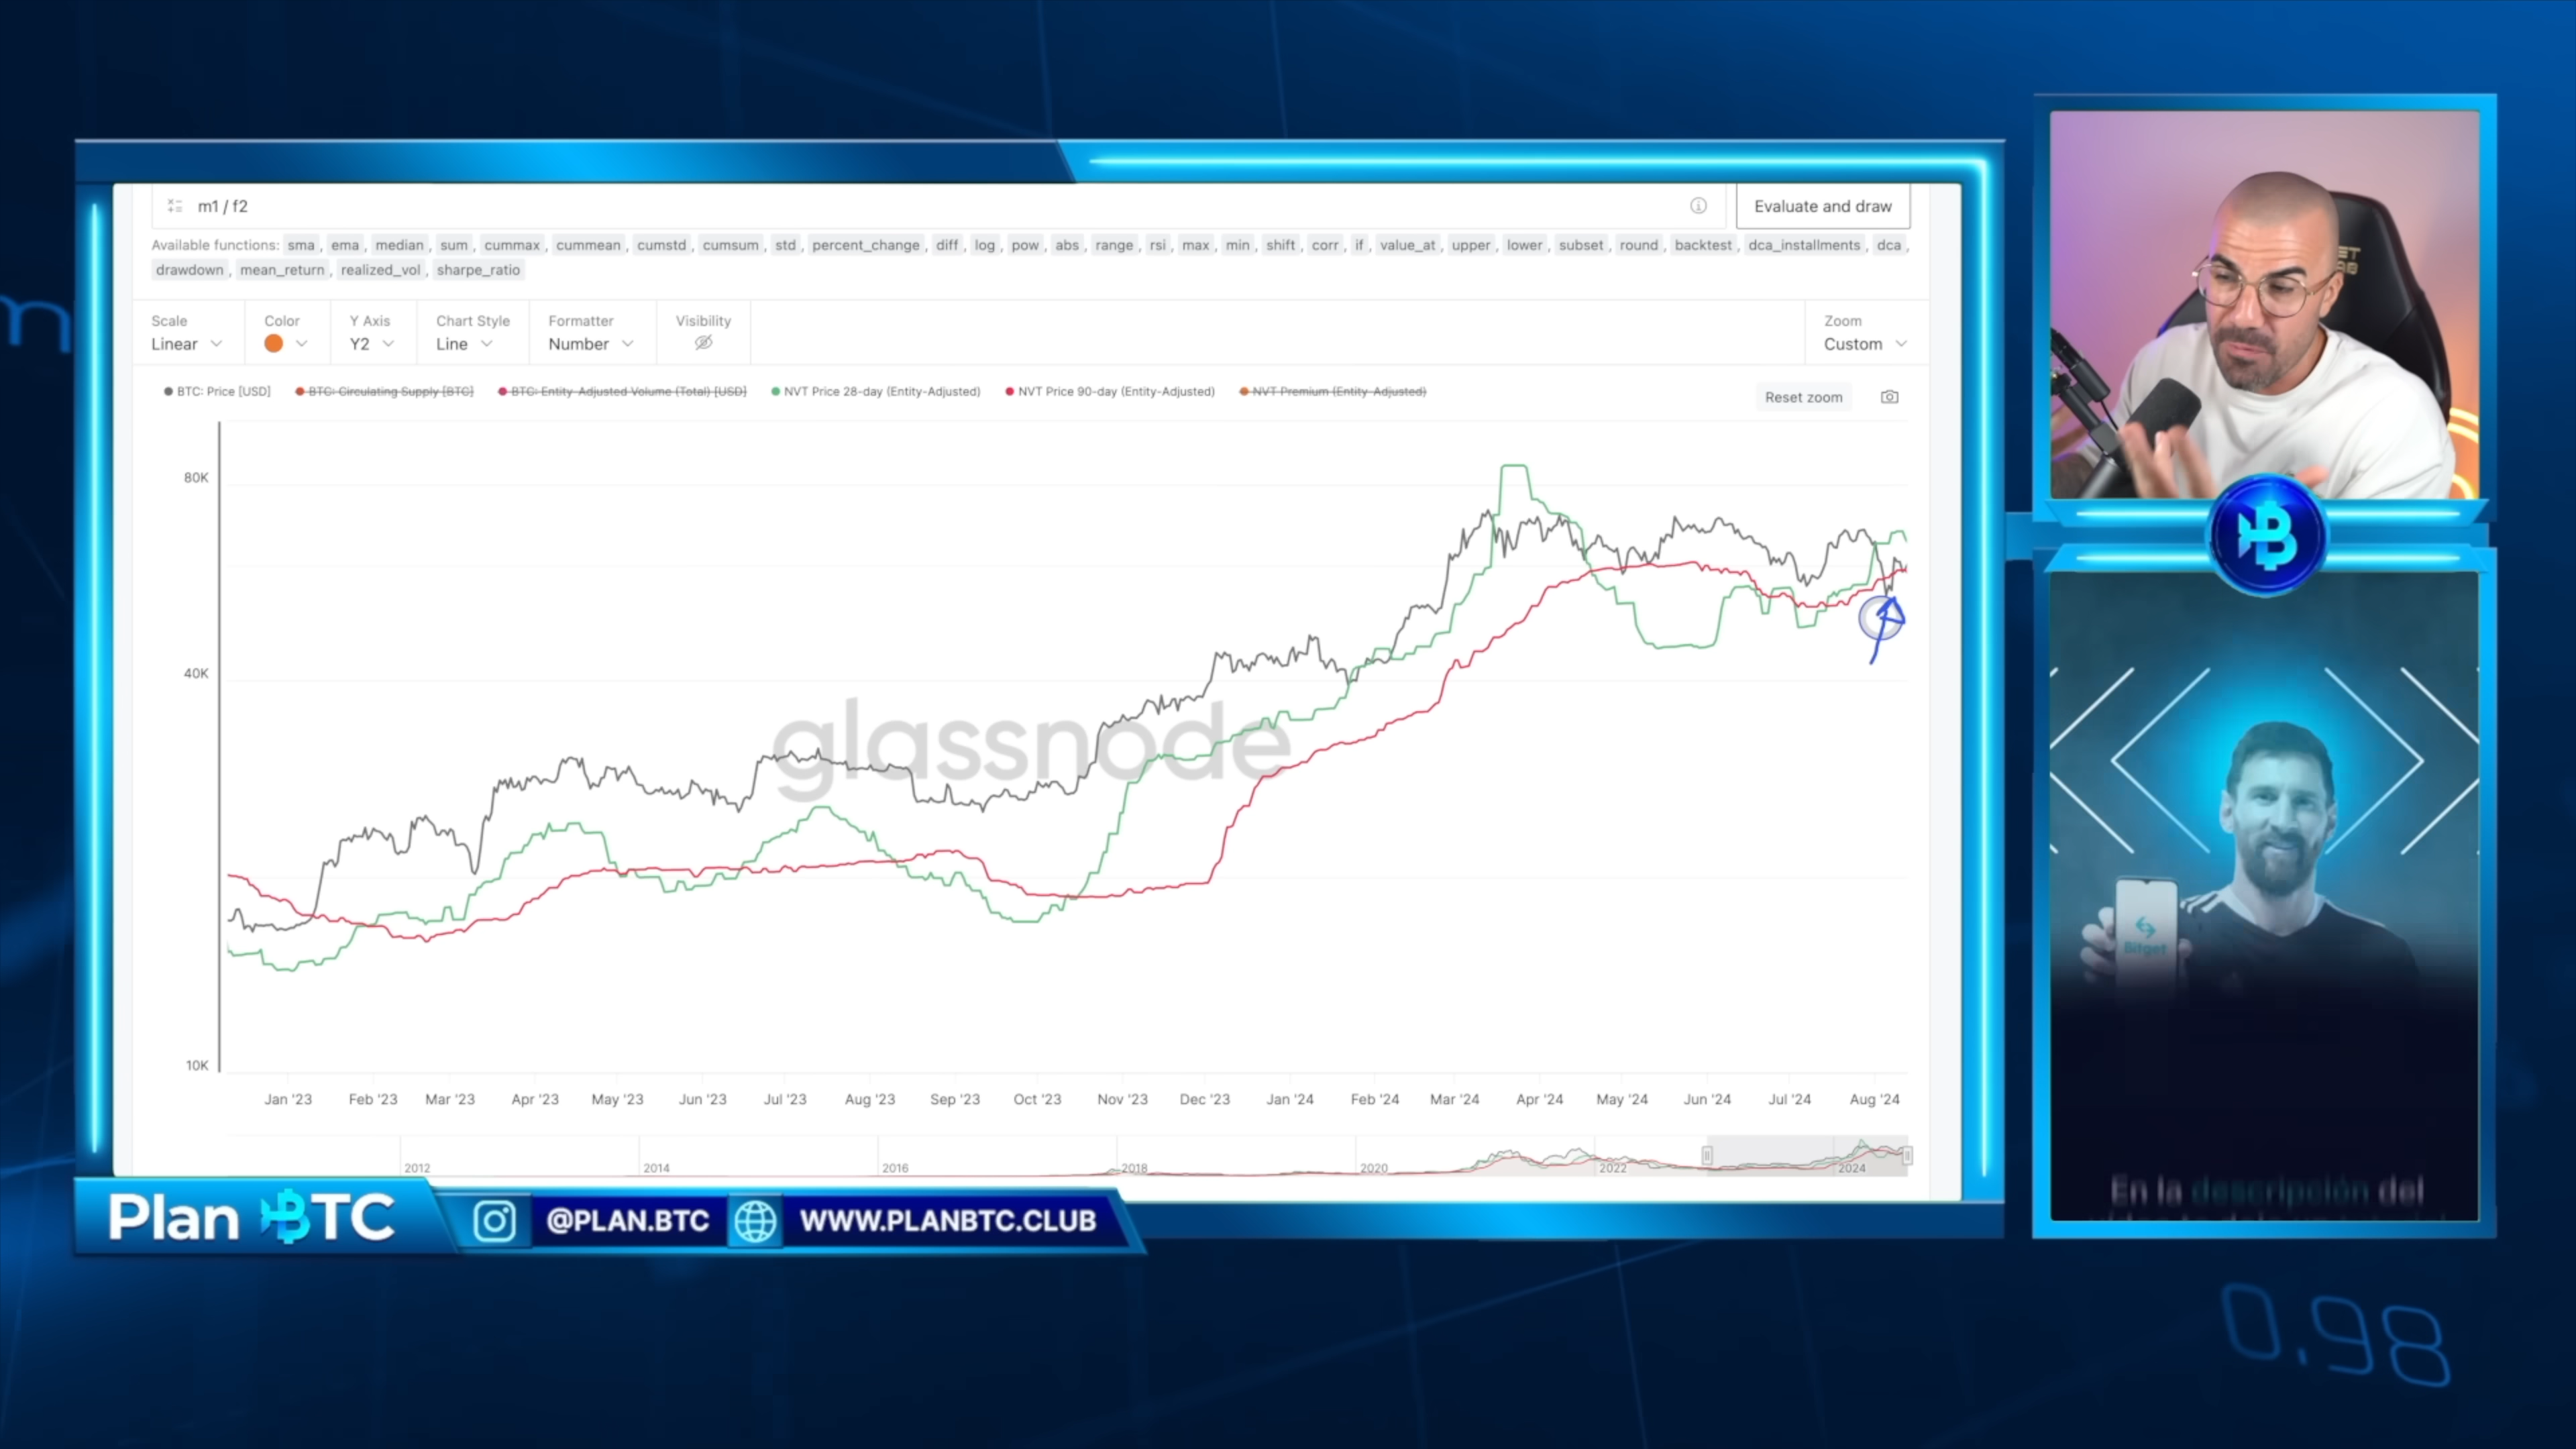 m1 / f2
Evaluate and draw
Available functions: sma , ema , median , sum , cummax , cummean , cumstd , cumsum , std , percent_change , diff , log , pow , abs , range , rsi , max , min , shift , corr , if , value_at , upper , lower , subset , round , backtest , dca_installments , dca ,
drawdown , mean_return , realized_vol , sharpe_ratio
Scale Color Y Axis Chart Style Formatter Visibility Zoom
Linear Y2 Line Number Custom
BTC: Price [USD] BTC: Circulating Supply [BTC] BTC: Entity-Adjusted Volume (Total) [USD] NVT Price 28-day (Entity-Adjusted) NVT Price 90-day (Entity-Adjusted) NVT Premium (Entity-Adjusted)
Reset zoom
80K
40K
10K
glassnode
Jan '23 Feb '23 Mar '23 Apr '23 May '23 Jun '23 Jul '23 Aug '23 Sep '23 Oct '23 Nov '23 Dec '23 Jan '24 Feb '24 Mar '24 Apr '24 May '24 Jun '24 Jul '24 Aug '24
2012 2014 2016 2018 2020 2022 2024
Plan BTC
@PLAN.BTC
WWW.PLANBTC.CLUB
Bitget
En la descripción del
0.98